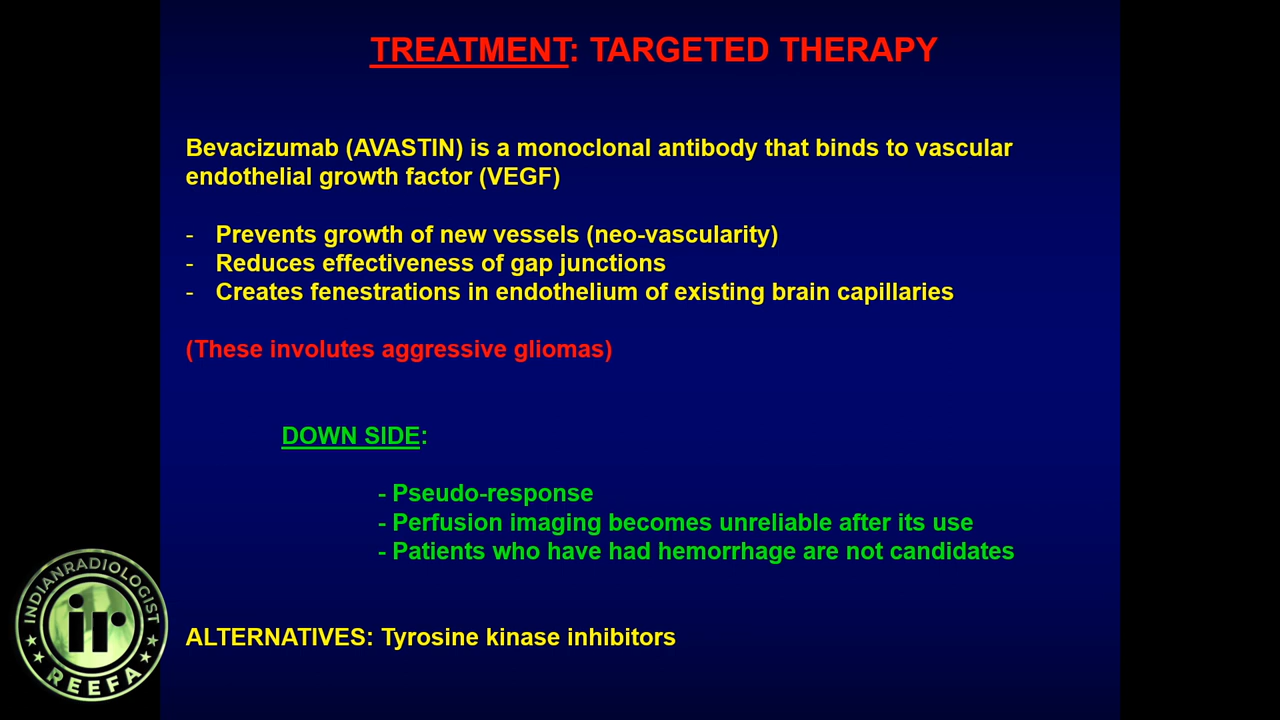 TREATMENT: TARGETED THERAPY
Bevacizumab (AVASTIN) is a monoclonal antibody that binds to vascular
endothelial growth factor (VEGF)
- Prevents growth of new vessels (neo-vascularity)
- Reduces effectiveness of gap junctions
- Creates fenestrations in endothelium of existing brain capillaries
(These involutes aggressive gliomas)
DOWN SIDE:
- Pseudo-response
- Perfusion imaging becomes unreliable after its use
- Patients who have had hemorrhage are not candidates
ALTERNATIVES: Tyrosine kinase inhibitors
INDIANRADIOLOGIST
ir
REEFA